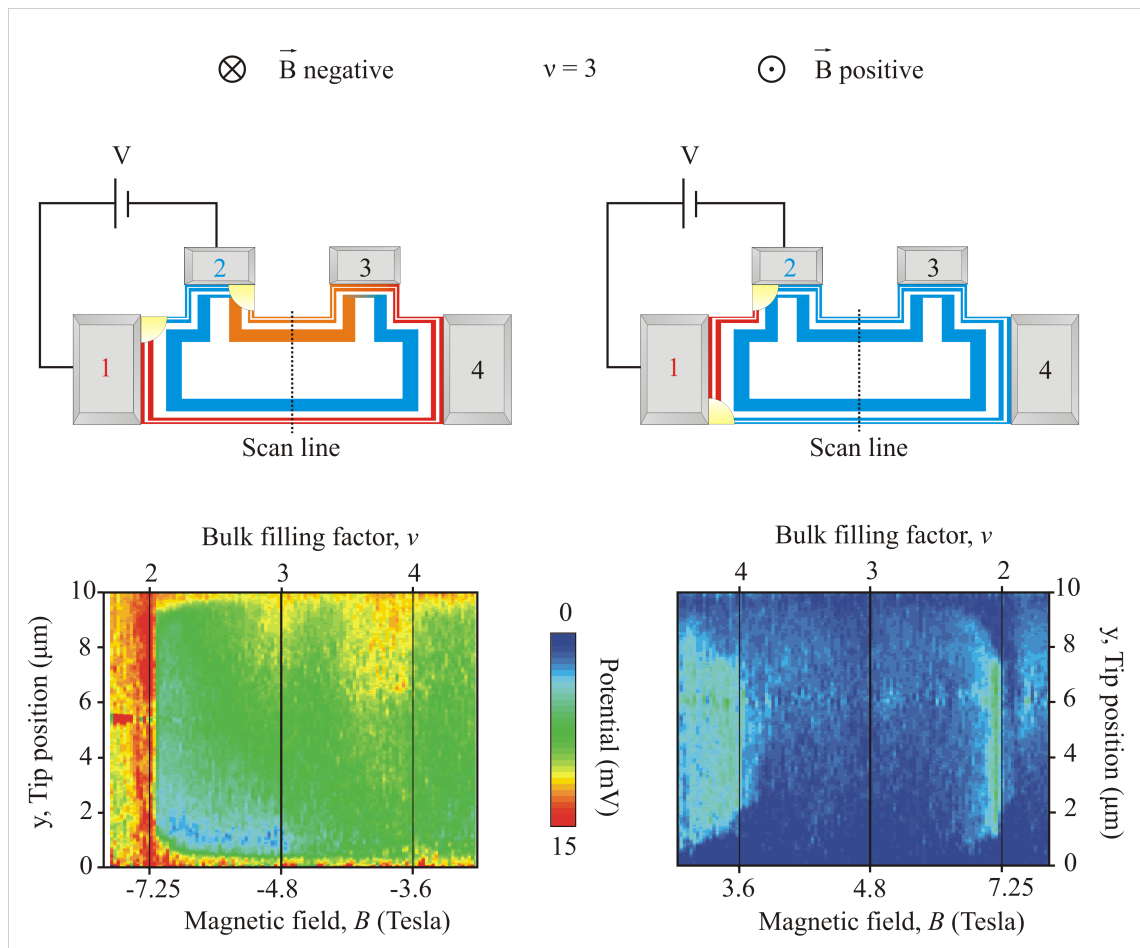 B negative
ν = 3
B positive
V
V
2
3
2
3
1
4
1
4
Scan line
Scan line
Bulk filling factor, ν
2 3 4
10
8
6
4
2
0
y, Tip position (μm)
-7.25 -4.8 -3.6
Magnetic field, B (Tesla)
0
Potential (mV)
15
Bulk filling factor, ν
4 3 2
10
8
6
4
2
0
y, Tip position (μm)
3.6 4.8 7.25
Magnetic field, B (Tesla)